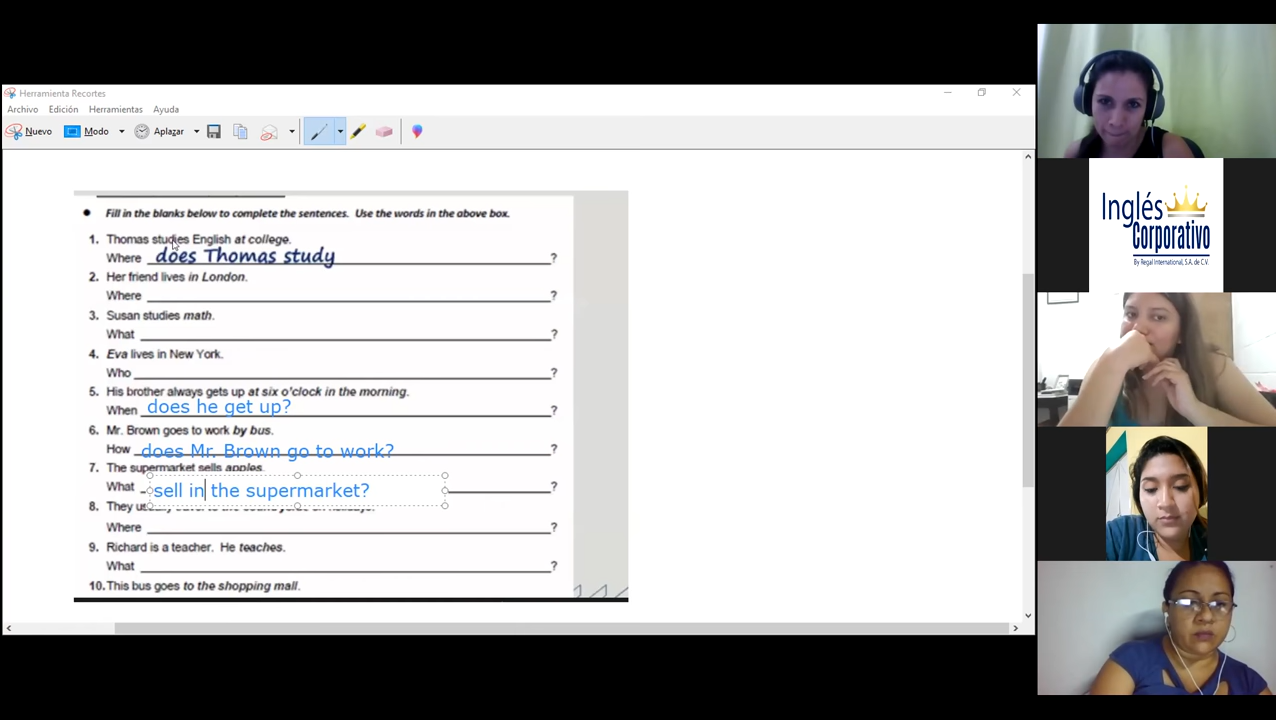 Herramienta Recortes
Archivo Edición Herramientas Ayuda
Nuevo Modo Aplazar
Fill in the blanks below to complete the sentences. Use the words in the above box.
1. Thomas studies English at college.
Where does Thomas study ?
2. Her friend lives in London.
Where ?
3. Susan studies math.
What ?
4. Eva lives in New York.
Who ?
5. His brother always gets up at six o'clock in the morning.
When does he get up? ?
6. Mr. Brown goes to work by bus.
How does Mr. Brown go to work? ?
7. The supermarket sells apples.
What sell in the supermarket? ?
8. They
Where ?
9. Richard is a teacher. He teaches.
What ?
10. This bus goes to the shopping mall.
Inglés
Corporativo
By Regal International, S.A. de C.V.